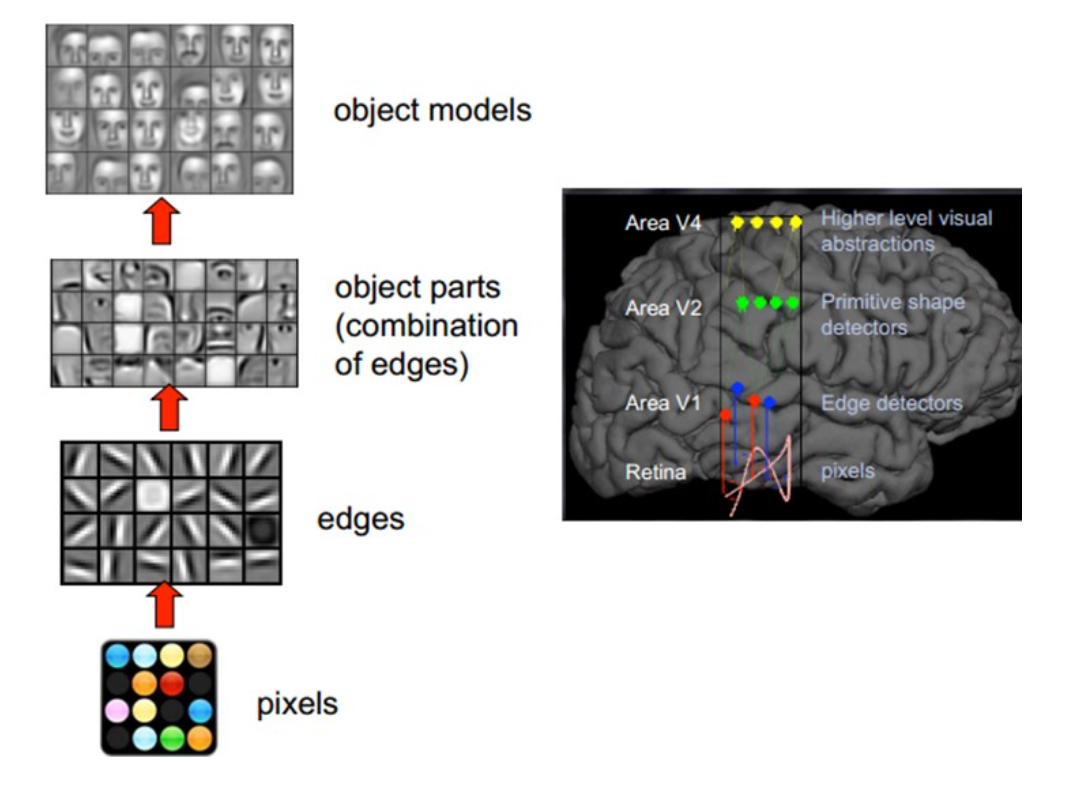 object models
object parts
(combination
of edges)
edges
pixels
Area V4
Higher level visual
abstractions
Area V2
Primitive shape
detectors
Area V1
Edge detectors
Retina
pixels